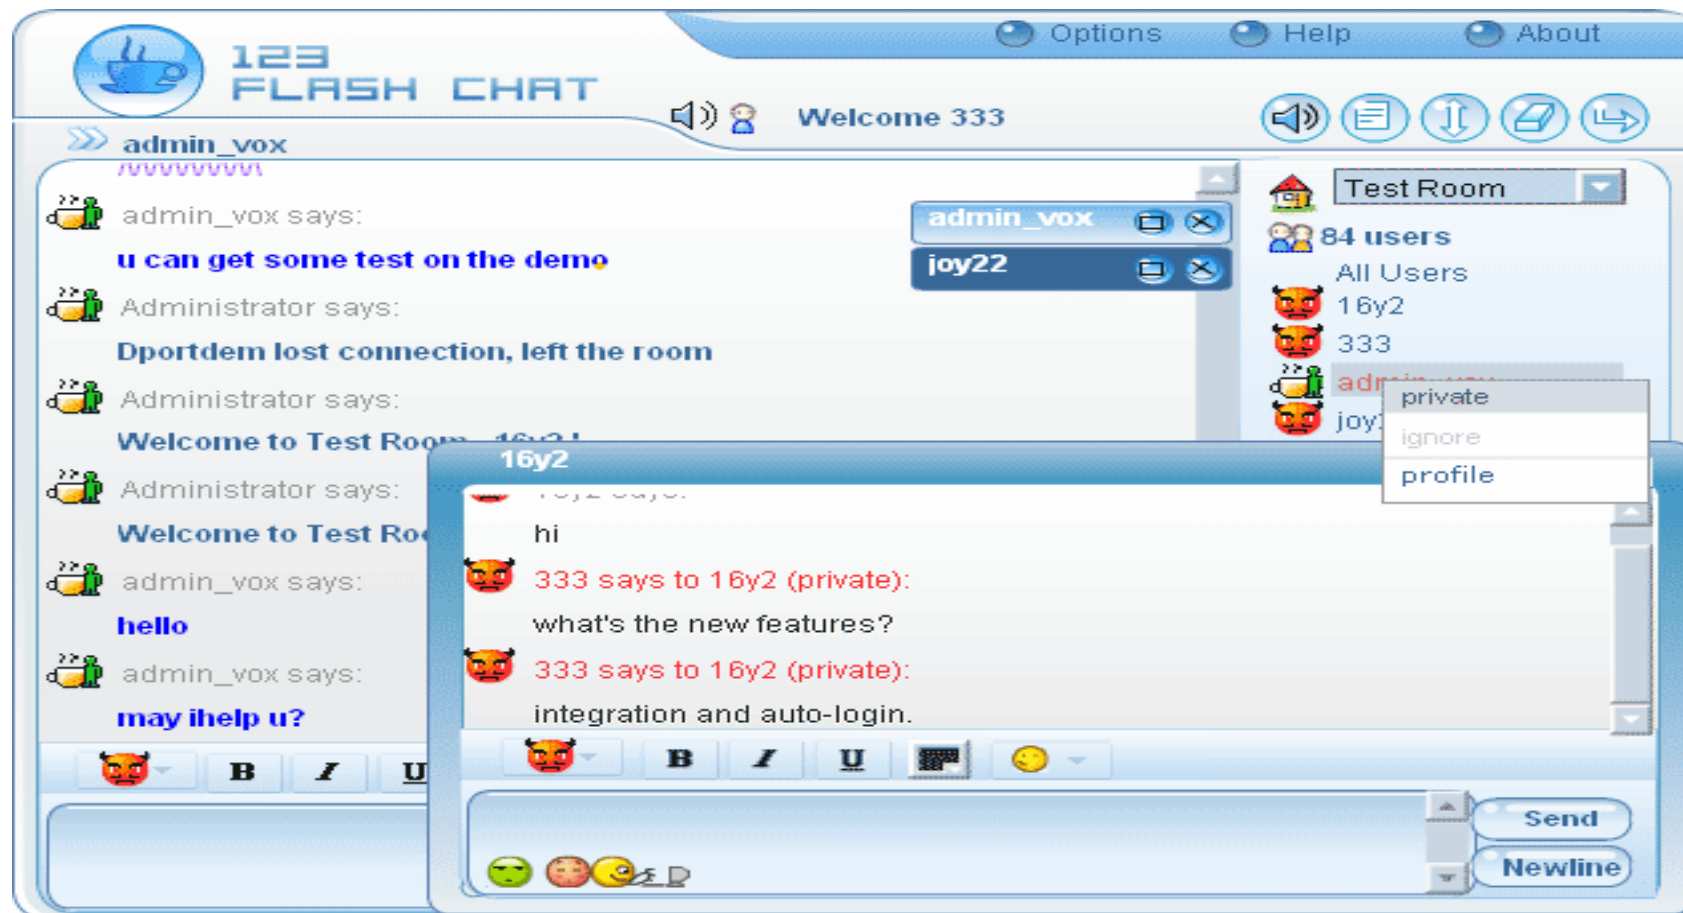 Options
Help
About
123
FLASH CHAT
Welcome 333
admin_vox
admin_vox says:
u can get some test on the demo
Administrator says:
Dportdem lost connection, left the room
Administrator says:
Welcome to Test Room, 16y2 !
Administrator says:
Welcome to Test
admin_vox says:
hello
admin_vox says:
may ihelp u?
B I U
admin_vox
joy22
Test Room
84 users
All Users
16y2
333
admin_vox
private
ignore
profile
16y2
16y2 says:
hi
333 says to 16y2 (private):
what's the new features?
333 says to 16y2 (private):
integration and auto-login.
B I U
Send
Newline